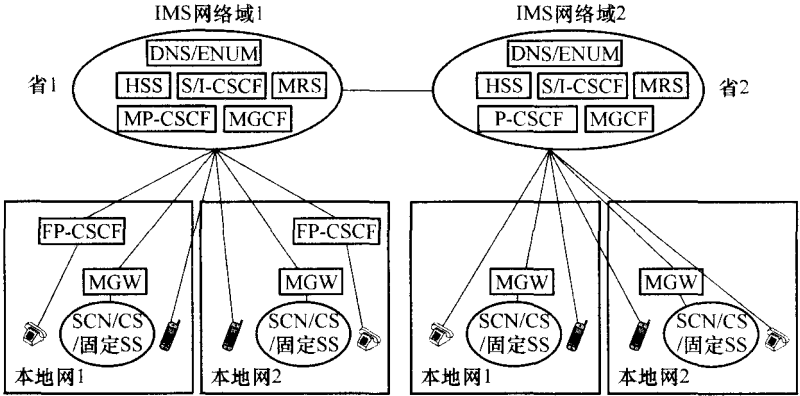 IMS网络域1
IMS网络域2
DNS/ENUM
DNS/ENUM
省1
HSS
S/I-CSCF
MRS
HSS
S/I-CSCF
MRS
省2
MP-CSCF
MGCF
P-CSCF
MGCF
FP-CSCF
FP-CSCF
MGW
MGW
MGW
MGW
SCN/CS
/固定SS
SCN/CS
/固定SS
SCN/CS
/固定SS
SCN/CS
/固定SS
本地网1
本地网2
本地网1
本地网2